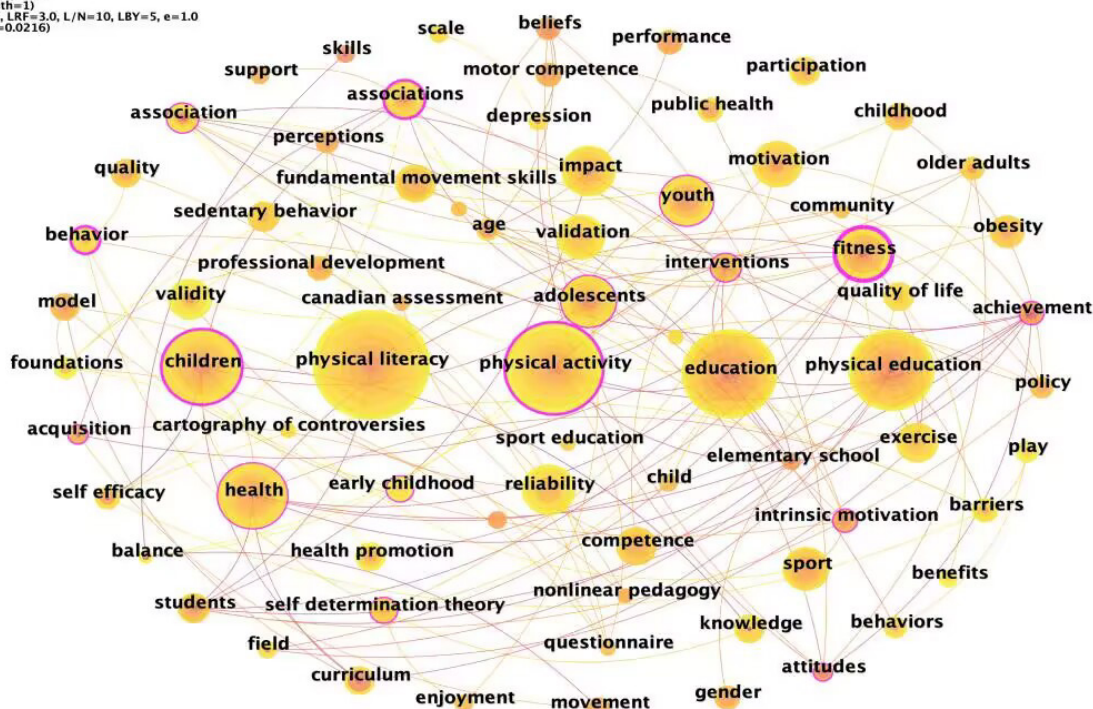 th=1)
, LRF=3.0, L/N=10, LBY=5, e=1.0
=0.0216)
scale
beliefs
performance
skills
support
motor competence
participation
associations
association
depression
public health
childhood
perceptions
quality
fundamental movement skills
impact
motivation
older adults
youth
sedentary behavior
age
validation
community
behavior
obesity
fitness
professional development
interventions
model
validity
canadian assessment
adolescents
quality of life
achievement
foundations
children
physical literacy
physical activity
education
physical education
policy
acquisition
cartography of controversies
sport education
exercise
play
elementary school
self efficacy
health
early childhood
reliability
child
barriers
intrinsic motivation
balance
health promotion
competence
sport
benefits
students
self determination theory
nonlinear pedagogy
field
questionnaire
knowledge
behaviors
curriculum
attitudes
enjoyment
movement
gender